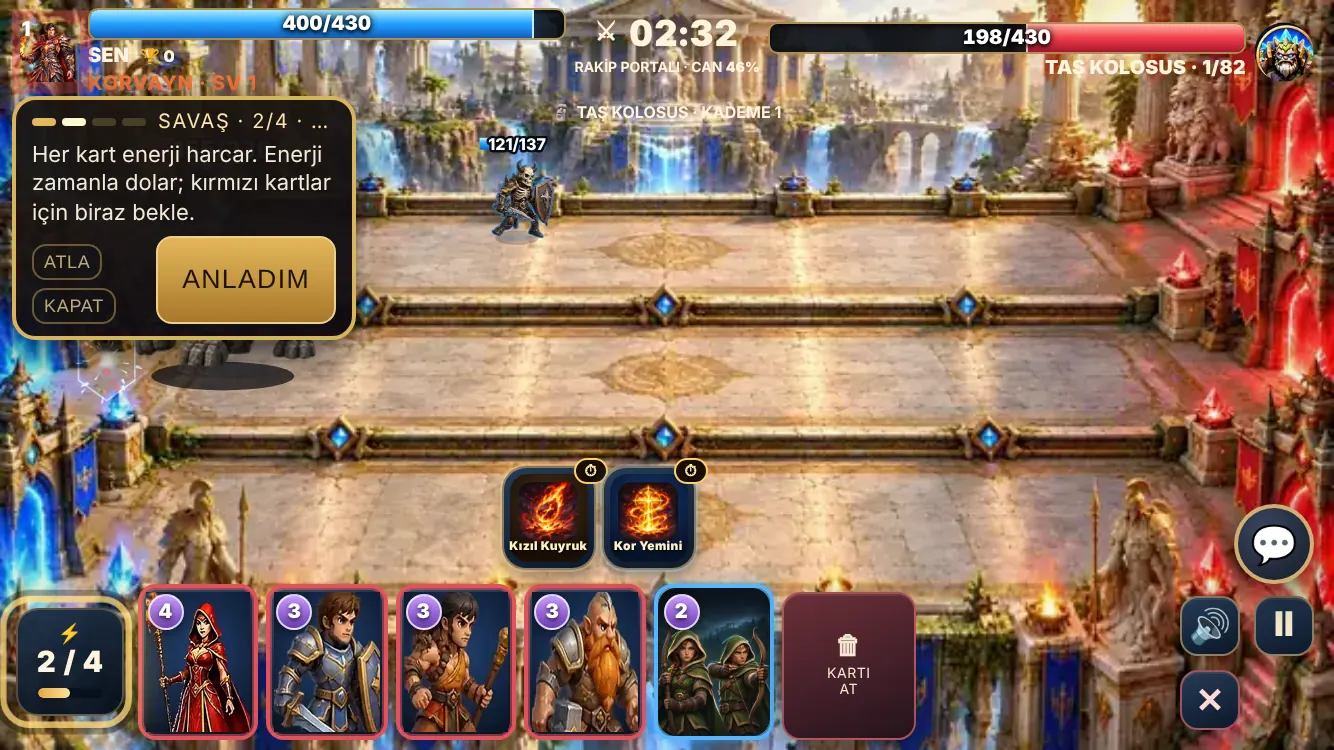 1
400/430
SEN 🏆 0
KORVAYN · SV 1
⚔ 02:32
RAKİP PORTALI · CAN 46%
198/430
TAŞ KOLOSUS · 1/82
TAŞ KOLOSUS · KADEME 1
SAVAŞ · 2/4 · ...
Her kart enerji harcar. Enerji
zamanla dolar; kırmızı kartlar
için biraz bekle.
ATLA
KAPAT
ANLADIM
121/137
Kızıl Kuyruk
Kor Yemini
⚡
2 / 4
4
3
3
3
2
KARTI
AT